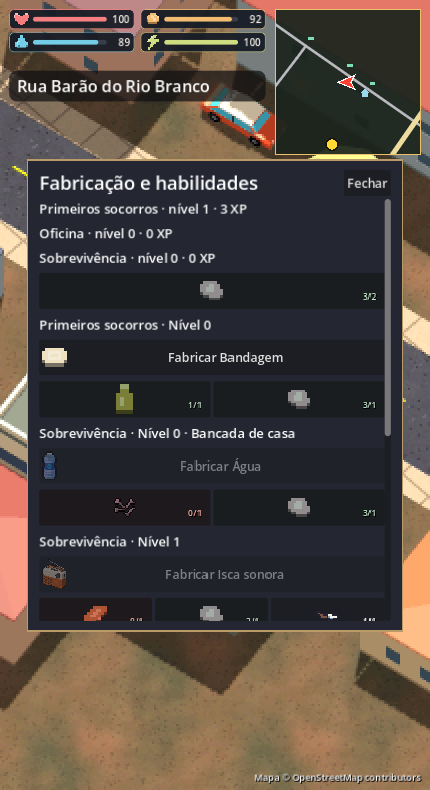 100
92
89
100
Rua Barão do Rio Branco
Fabricação e habilidades
Fechar
Primeiros socorros · nível 1 · 3 XP
Oficina · nível 0 · 0 XP
Sobrevivência · nível 0 · 0 XP
3/2
Primeiros socorros · Nível 0
Fabricar Bandagem
1/1
3/1
Sobrevivência · Nível 0 · Bancada de casa
Fabricar Água
0/1
3/1
Sobrevivência · Nível 1
Fabricar Isca sonora
Mapa © OpenStreetMap contributors